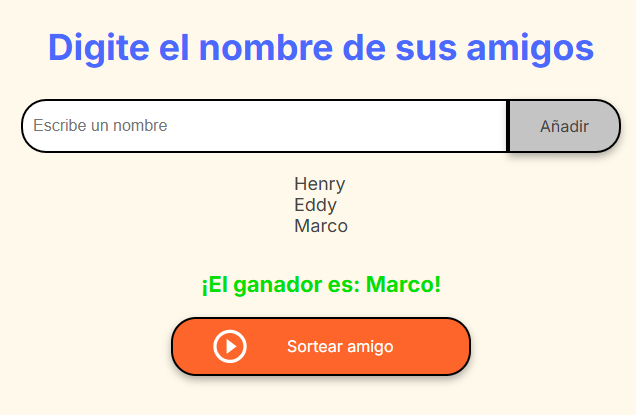 Digite el nombre de sus amigos
Escribe un nombre
Añadir
Henry
Eddy
Marco
¡El ganador es: Marco!
Sortear amigo